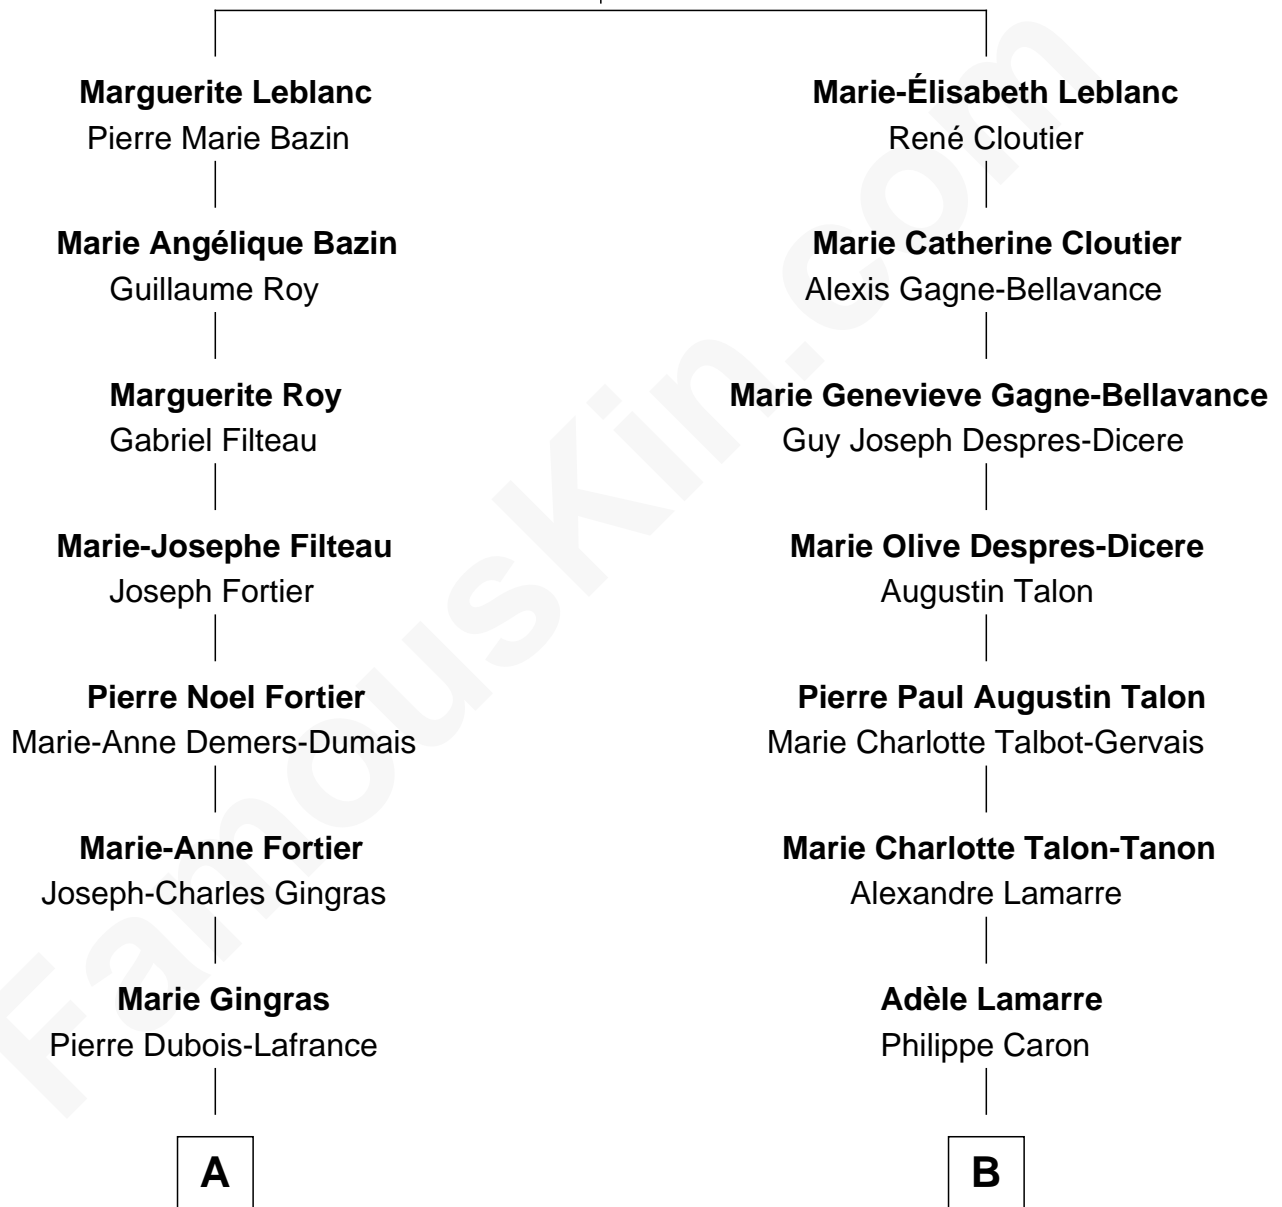 Marguerite Leblanc
Pierre Marie Bazin
Marie Angélique Bazin
Guillaume Roy
Marguerite Roy
Gabriel Filteau
Marie-Josephe Filteau
Joseph Fortier
Pierre Noel Fortier
Marie-Anne Demers-Dumais
Marie-Anne Fortier
Joseph-Charles Gingras
Marie Gingras
Pierre Dubois-Lafrance
A
Marie-Élisabeth Leblanc
René Cloutier
Marie Catherine Cloutier
Alexis Gagne-Bellavance
Marie Genevieve Gagne-Bellavance
Guy Joseph Despres-Dicere
Marie Olive Despres-Dicere
Augustin Talon
Pierre Paul Augustin Talon
Marie Charlotte Talbot-Gervais
Marie Charlotte Talon-Tanon
Alexandre Lamarre
Adèle Lamarre
Philippe Caron
B
FamousKin.com